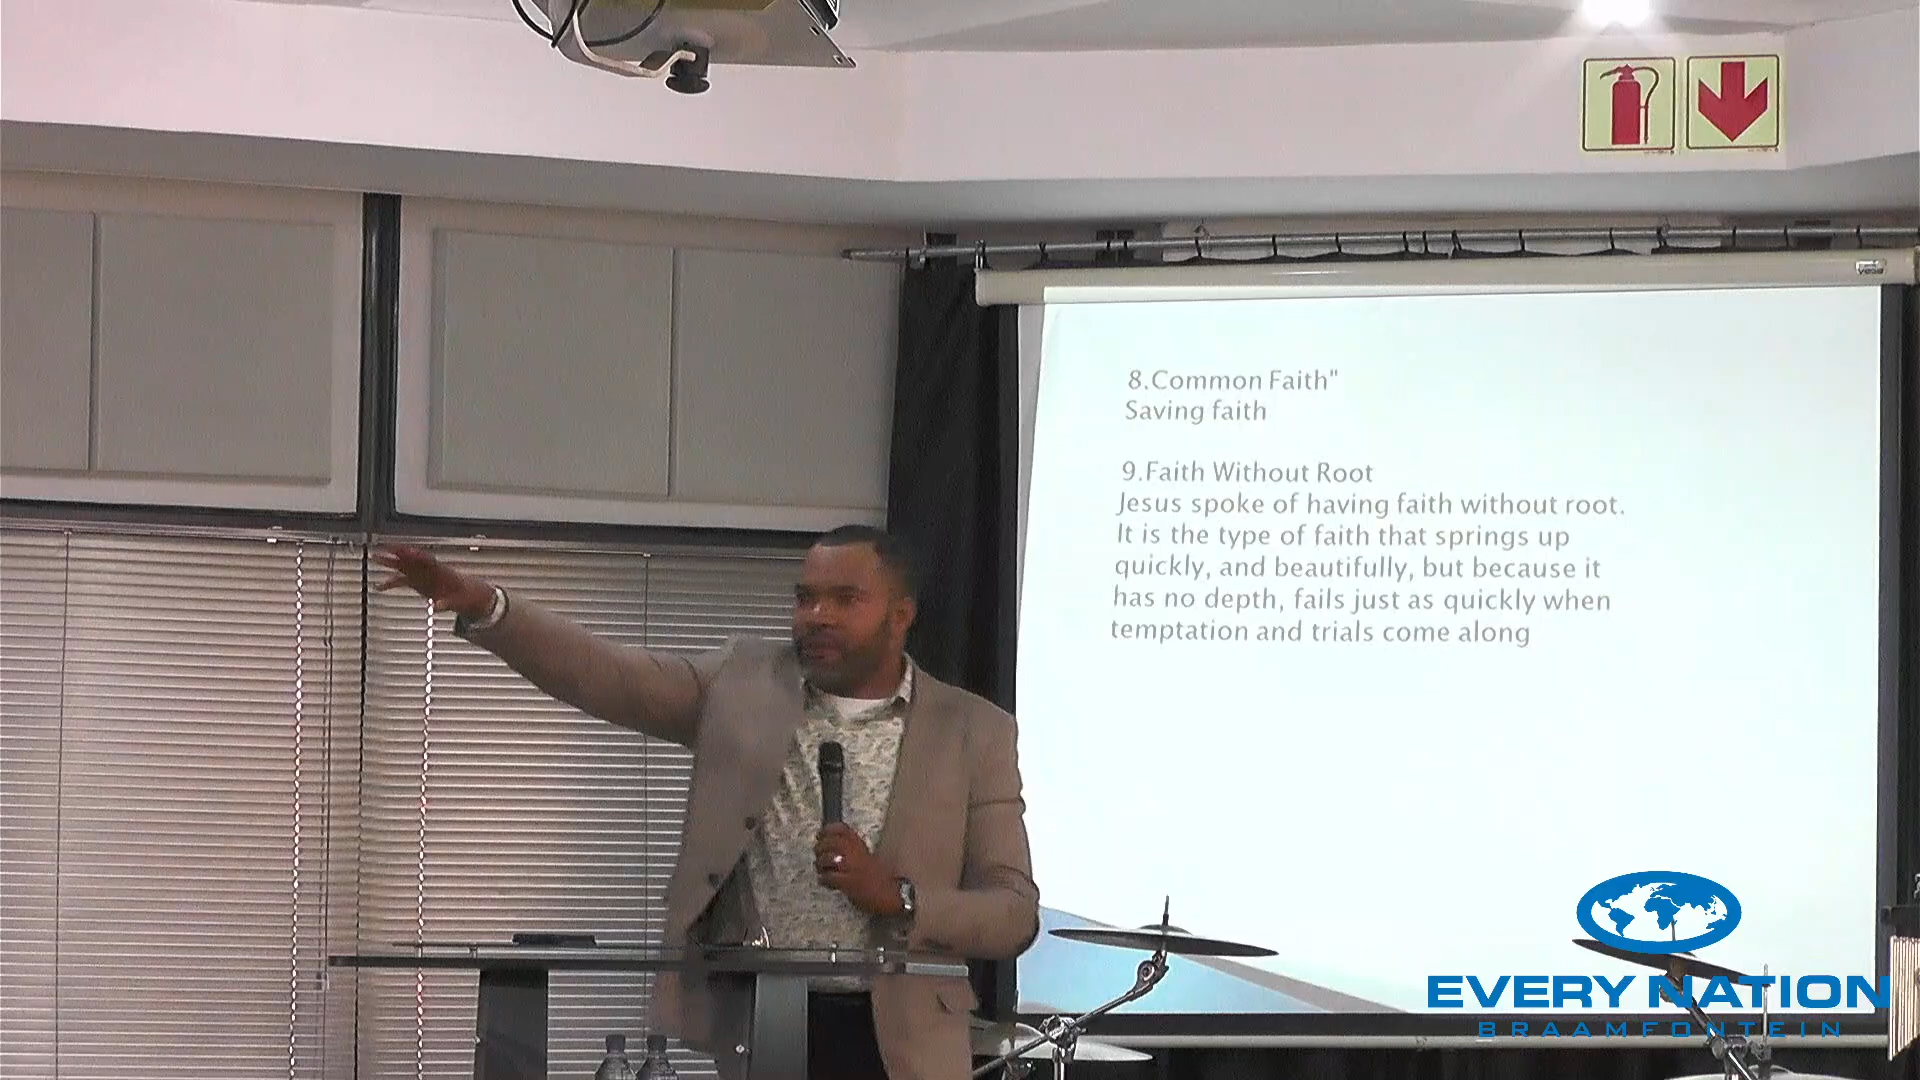 8.Common Faith"
Saving faith
9.Faith Without Root
Jesus spoke of having faith without root.
It is the type of faith that springs up
quickly, and beautifully, but because it
has no depth, fails just as quickly when
temptation and trials come along
EVERY NATION
BRAAMFONTEIN